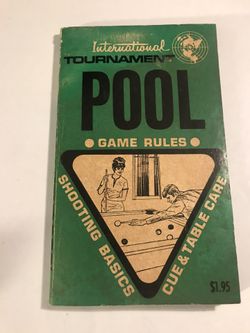 International
TOURNAMENT
POOL
GAME RULES
SHOOTING BASICS
CUE & TABLE CARE
$1.95